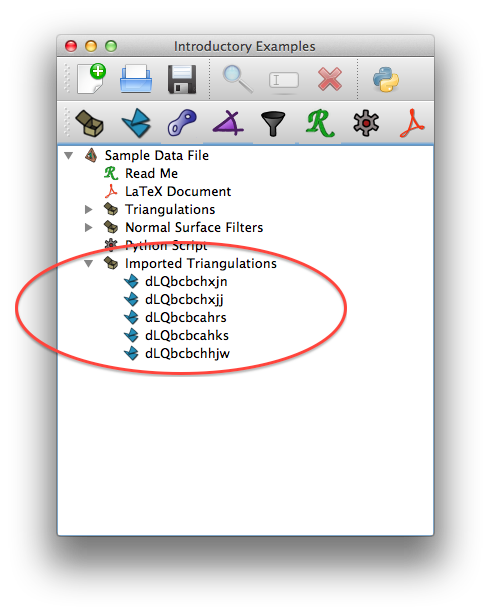 Introductory Examples
Sample Data File
Read Me
LaTeX Document
Triangulations
Normal Surface Filters
Python Script
Imported Triangulations
dLQbcbchxjn
dLQbcbchxjj
dLQbcbcahrs
dLQbcbcahks
dLQbcbchhjw